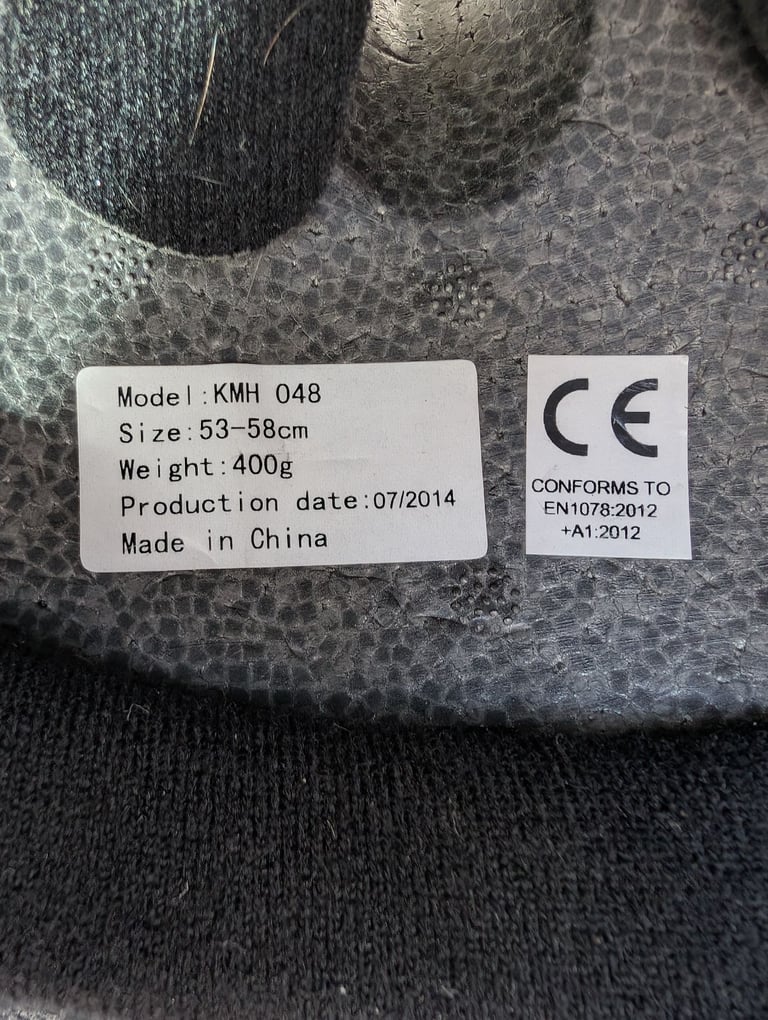 Model:KMH 048
Size:53-58cm
Weight:400g
Production date:07/2014
Made in China
CE
CONFORMS TO
EN1078:2012
+A1:2012